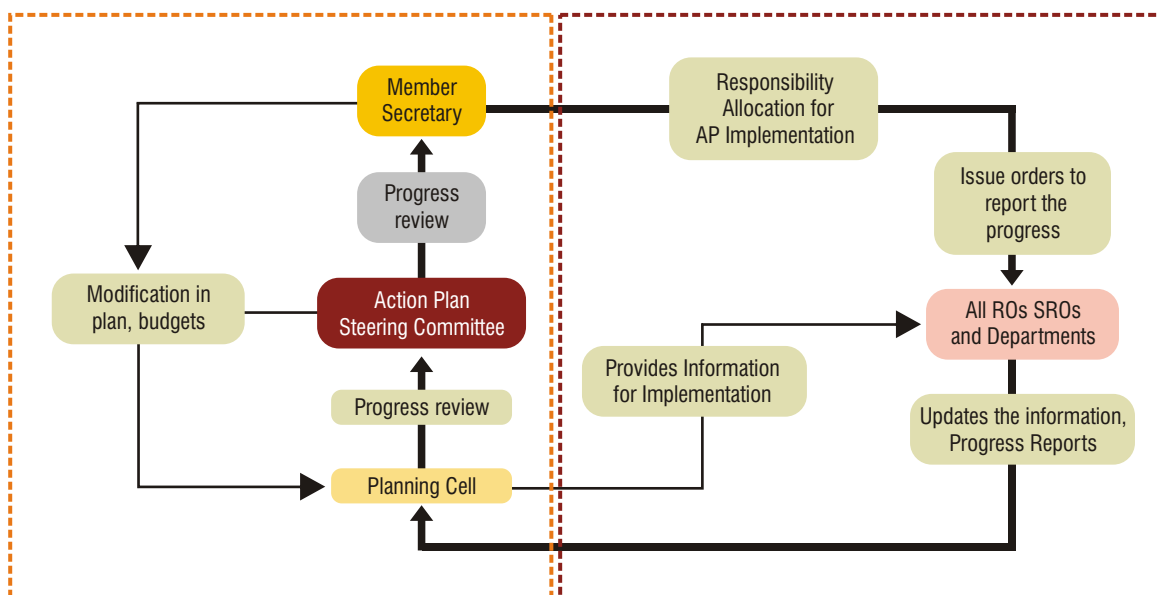 Member
Secretary
Responsibility
Allocation for
AP Implementation
Progress
review
Issue orders to
report the
progress
Modification in
plan, budgets
Action Plan
Steering Committee
All ROs SROs
and Departments
Provides Information
for Implementation
Progress review
Updates the information,
Progress Reports
Planning Cell